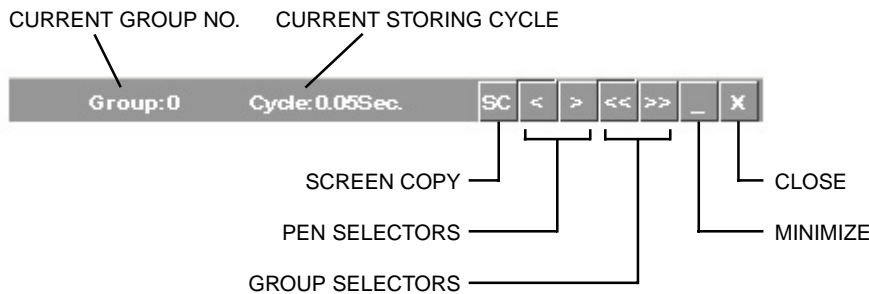 CURRENT GROUP NO. CURRENT STORING CYCLE
Group:0 Cycle:0.05Sec. SC < > << >> _ X
SCREEN COPY CLOSE
PEN SELECTORS MINIMIZE
GROUP SELECTORS